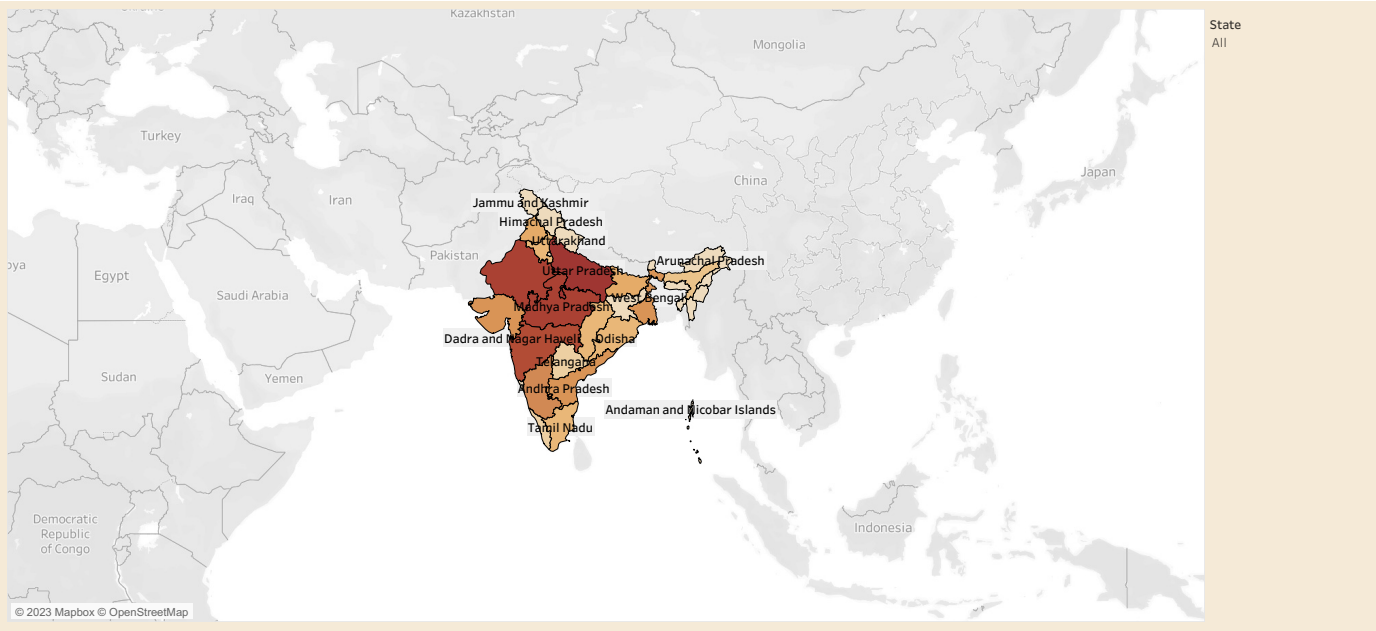 Ukraine
Kazakhstan
State
All
Mongolia
Turkey
Japan
China
Iraq
Iran
Jammu and Kashmir
Himachal Pradesh
Uttarakhand
Pakistan
Arunachal Pradesh
oya
Egypt
Uttar Pradesh
Saudi Arabia
West Bengal
Madhya Pradesh
Dadra and Nagar Haveli
Odisha
Telangana
Sudan
Yemen
Andhra Pradesh
Andaman and Nicobar Islands
Tamil Nadu
Democratic
Republic
of Congo
Indonesia
© 2023 Mapbox © OpenStreetMap